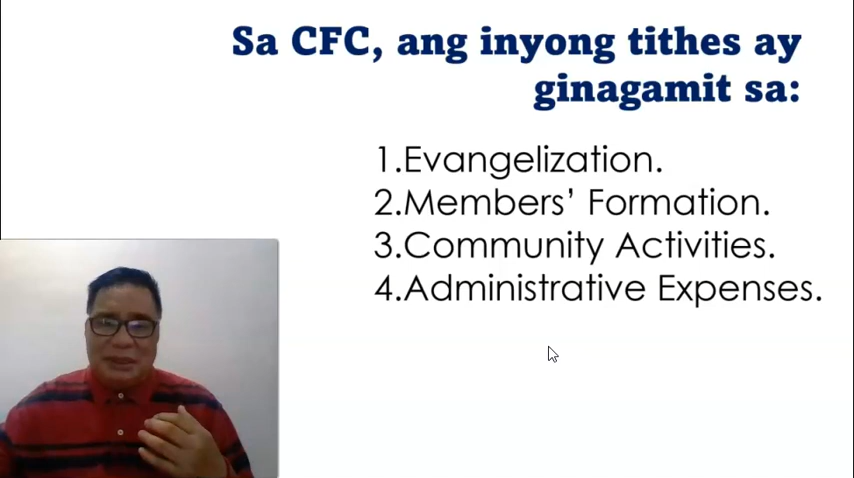 Sa CFC, ang inyong tithes ay
ginagamit sa:
1.Evangelization.
2.Members’ Formation.
3.Community Activities.
4.Administrative Expenses.